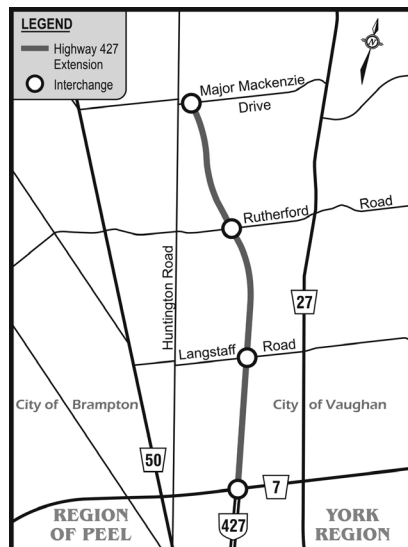 LEGEND
Highway 427
Extension
Interchange
N
Major Mackenzie
Drive
Rutherford Road
Huntington Road
27
Langstaff Road
City of Brampton
City of Vaughan
50
7
427
REGION
OF PEEL
YORK
REGION